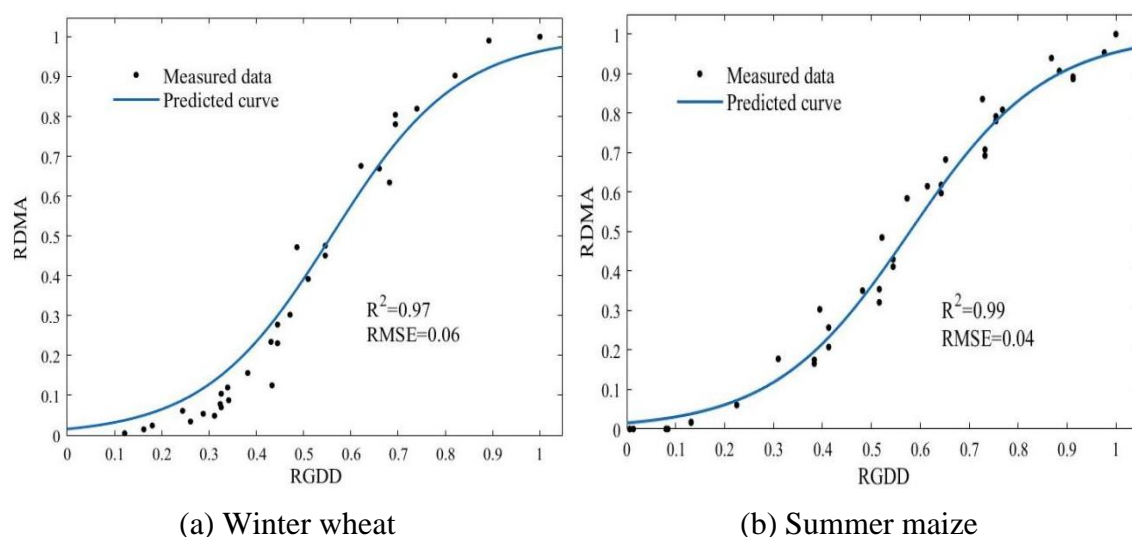 1
0.9
0.8
0.7
0.6
0.5
0.4
0.3
0.2
0.1
0
RDMA
Measured data
Predicted curve
R²=0.97
RMSE=0.06
0 0.1 0.2 0.3 0.4 0.5 0.6 0.7 0.8 0.9 1
RGDD
(a) Winter wheat
1
0.9
0.8
0.7
0.6
0.5
0.4
0.3
0.2
0.1
0
RDMA
Measured data
Predicted curve
R²=0.99
RMSE=0.04
0 0.1 0.2 0.3 0.4 0.5 0.6 0.7 0.8 0.9 1
RGDD
(b) Summer maize